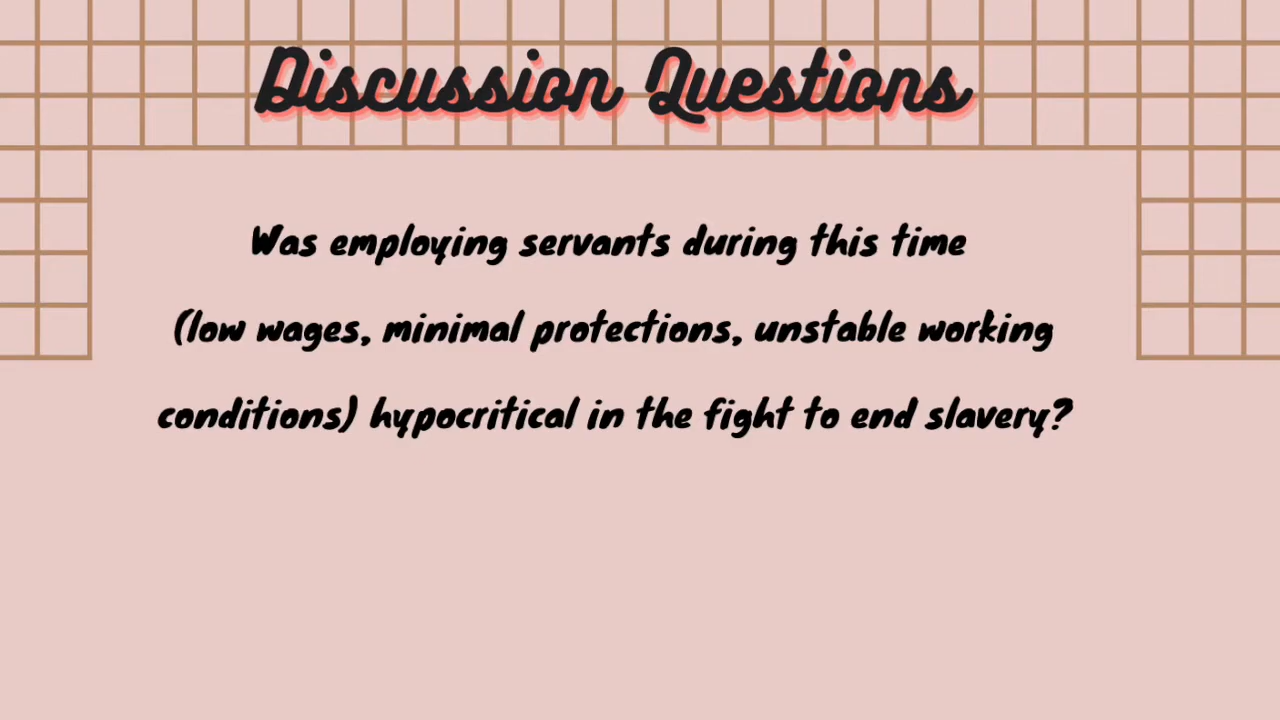 Discussion Questions
Was employing servants during this time
(low wages, minimal protections, unstable working
conditions) hypocritical in the fight to end slavery?